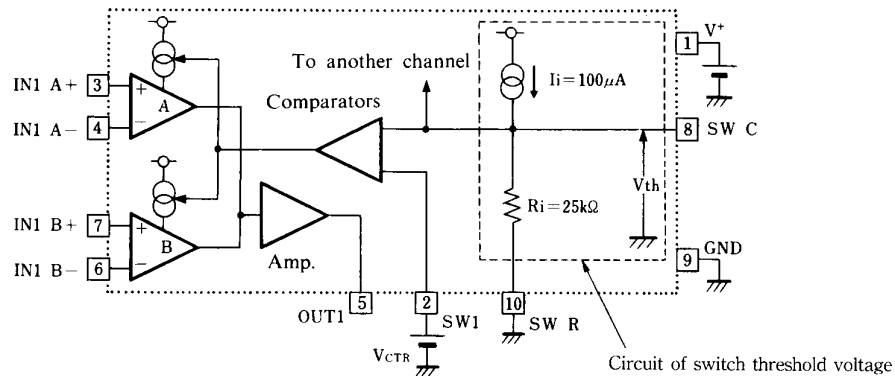 1
V+
To another channel
Ii=100μA
IN1 A+
3
+
A
Comparators
IN1 A−
4
−
8
SW C
Vth
Ri=25kΩ
IN1 B+
7
+
B
IN1 B−
6
−
Amp.
9
GND
OUT1
5
2
SW1
10
SW R
VCTR
Circuit of switch threshold voltage